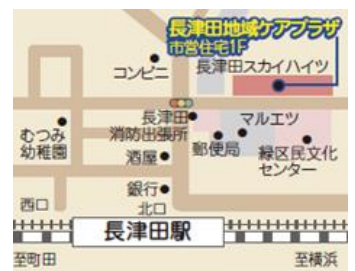 長津田地域ケアプラザ
市営住宅1F
コンビニ
長津田スカイハイツ
長津田
消防出張所
マルエツ
むつみ
幼稚園
酒屋
郵便局
緑区民文化
センター
銀行
西口
北口
長津田駅
至町田
至横浜